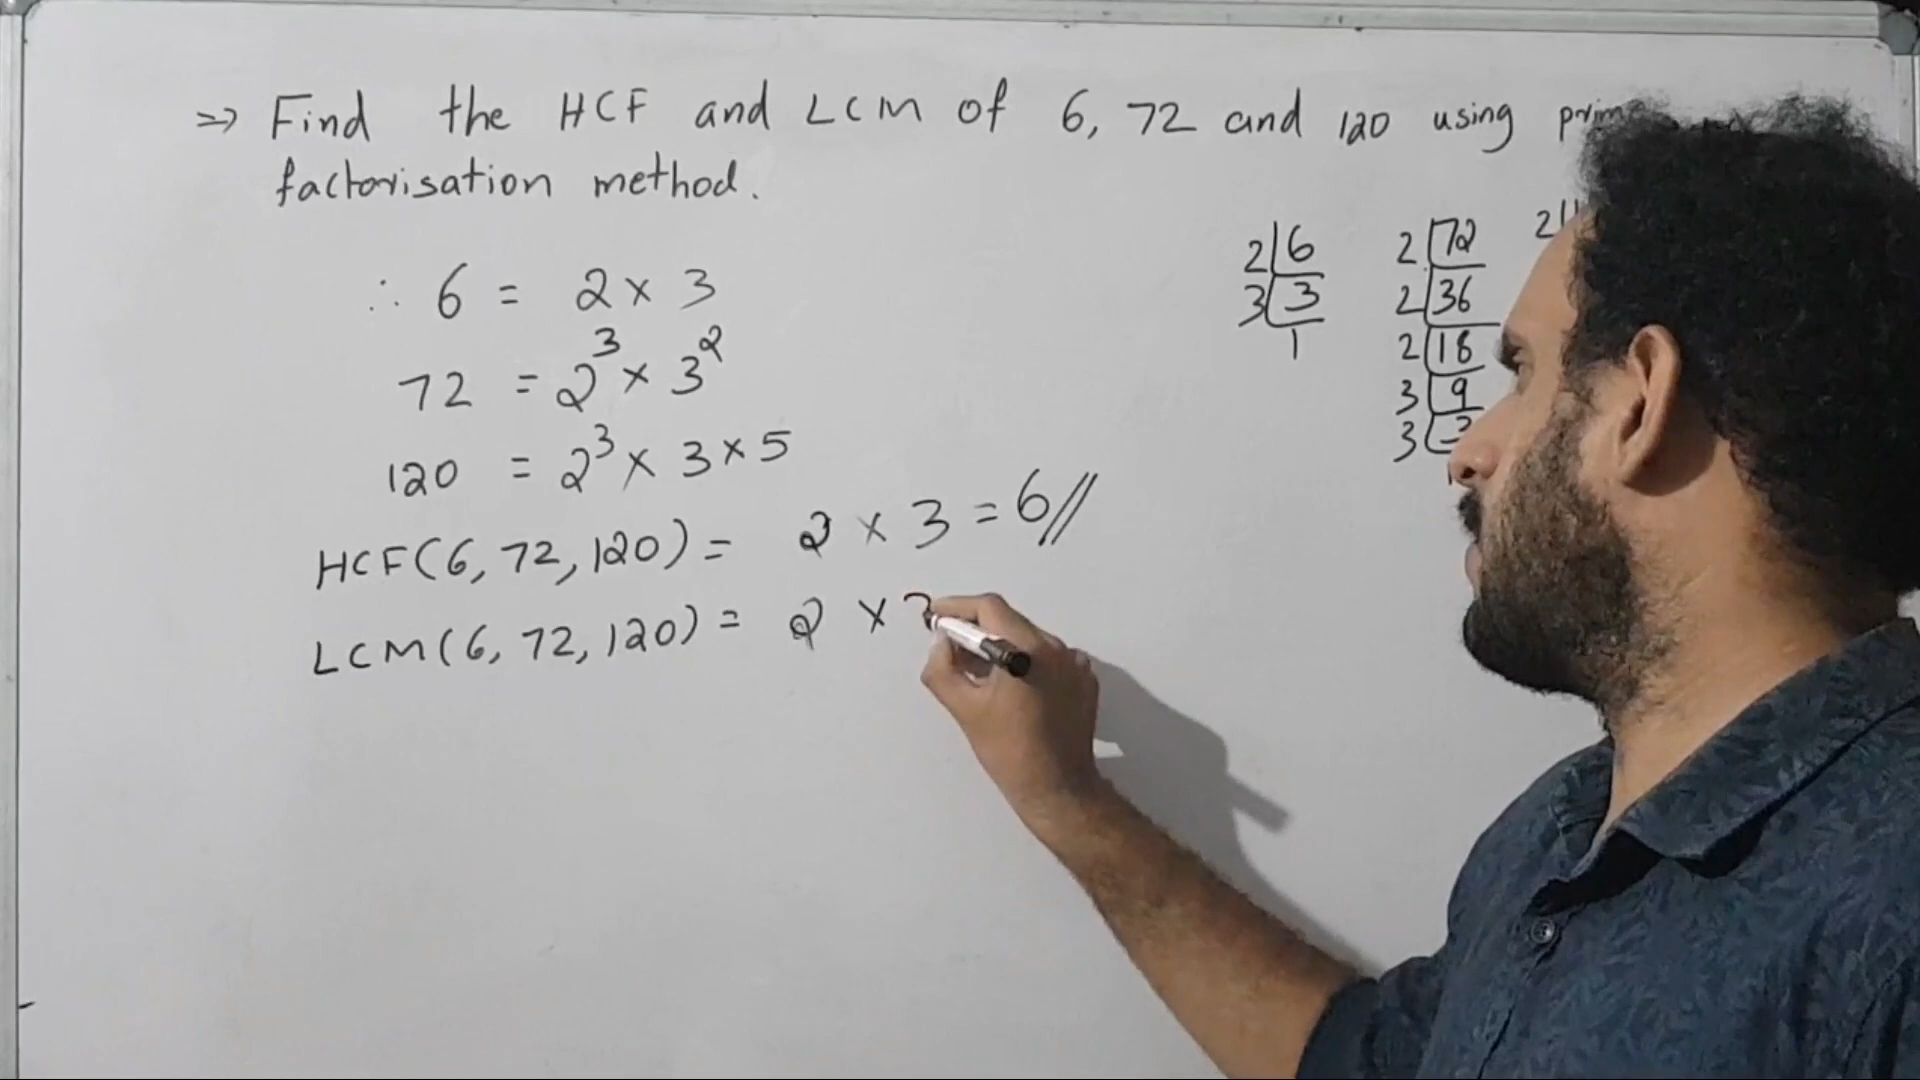 ⇒ Find the HCF and LCM of 6, 72 and 120 using
factorisation method.
∴ 6 = 2 × 3
72 = 2³ × 3²
120 = 2³ × 3 × 5
HCF(6, 72, 120) = 2 × 3 = 6//
LCM(6, 72, 120) = 2 ×
2|6
3|3
1
2|72
2|36
2|18
3|9
3|3
2|